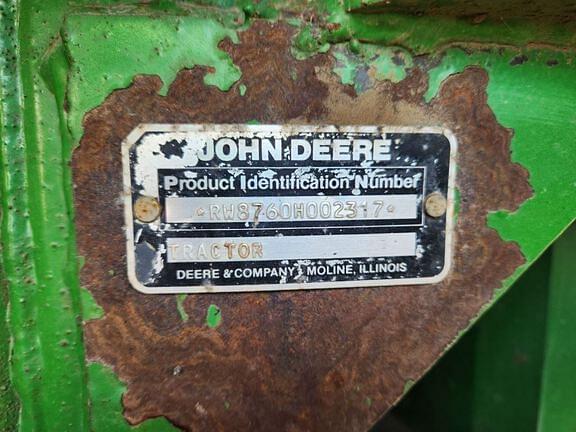 JOHN DEERE
Product Identification Number
*RW8760H002317*
TRACTOR
DEERE & COMPANY MOLINE, ILLINOIS